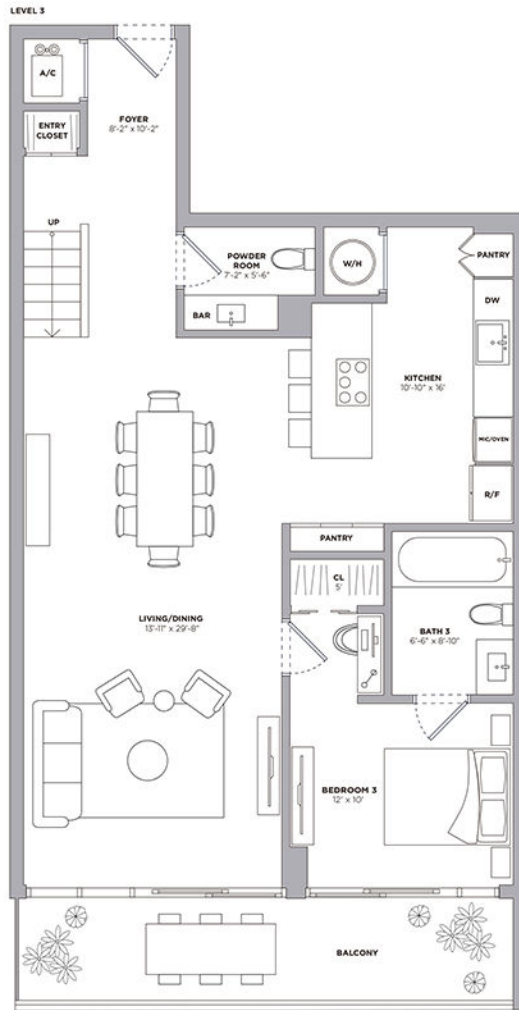 LEVEL 3
A/C
FOYER
8'-2" x 10'-2"
ENTRY
CLOSET
UP
POWDER
ROOM
7'-2" x 5'-6"
W/H
PANTRY
BAR
DW
KITCHEN
10'-10" x 16'
MIC/OVEN
R/F
PANTRY
CL
5'
LIVING/DINING
13'-11" x 29'-8"
BATH 3
6'-6" x 8'-10"
BEDROOM 3
12' x 10'
BALCONY